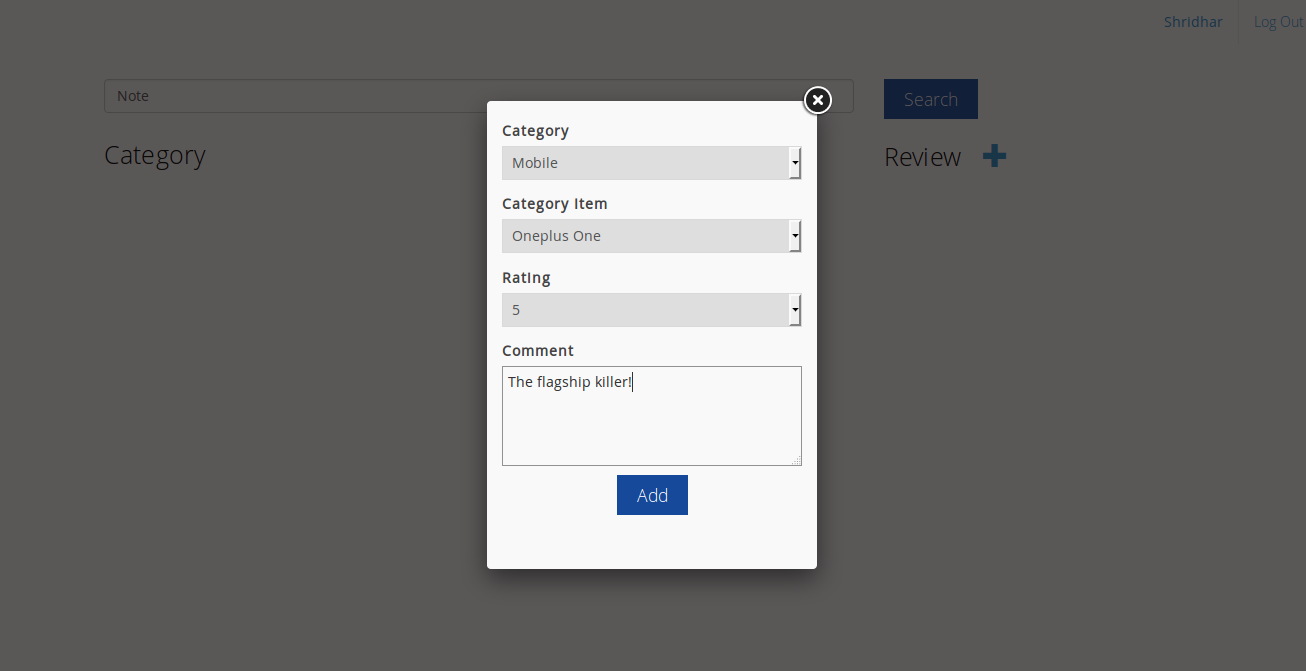 Shridhar
Log Out
Note
Search
Category
Review
Category
Mobile
Category Item
Oneplus One
Rating
5
Comment
The flagship killer!
Add